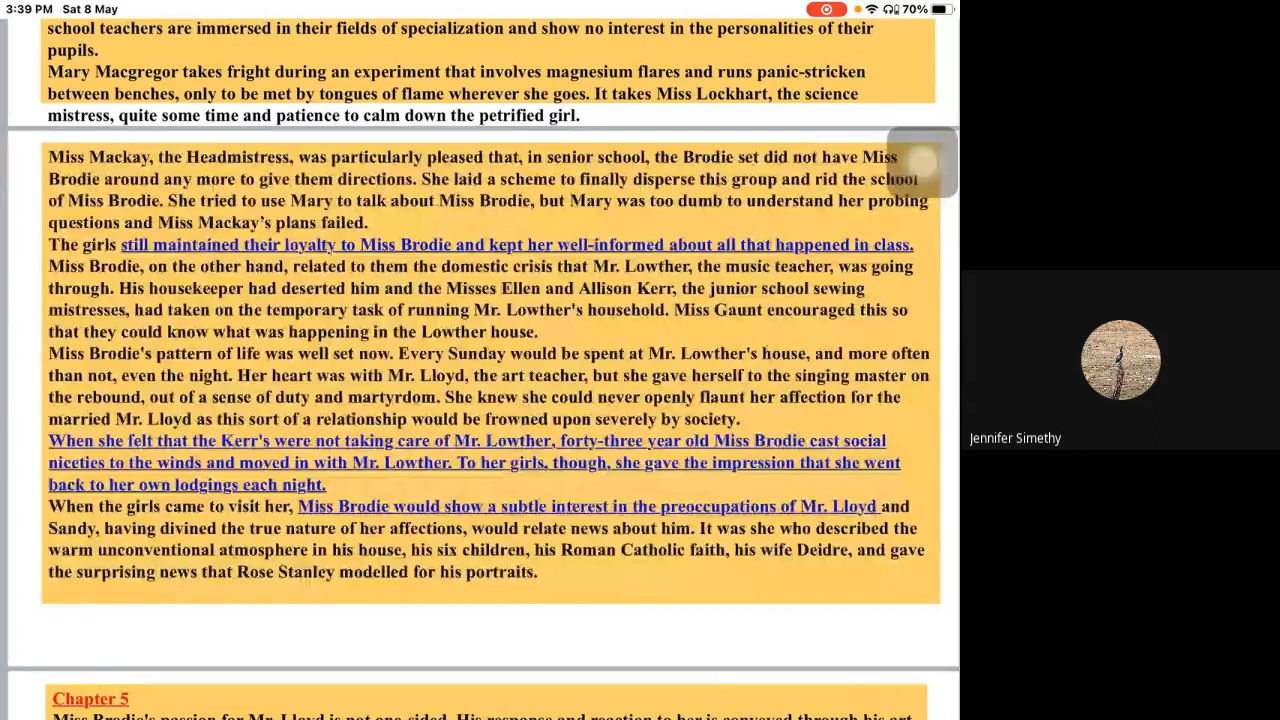 3:39 PM Sat 8 May
70%
school teachers are immersed in their fields of specialization and show no interest in the personalities of their
pupils.
Mary Macgregor takes fright during an experiment that involves magnesium flares and runs panic-stricken
between benches, only to be met by tongues of flame wherever she goes. It takes Miss Lockhart, the science
mistress, quite some time and patience to calm down the petrified girl.
Miss Mackay, the Headmistress, was particularly pleased that, in senior school, the Brodie set did not have Miss
Brodie around any more to give them directions. She laid a scheme to finally disperse this group and rid the school
of Miss Brodie. She tried to use Mary to talk about Miss Brodie, but Mary was too dumb to understand her probing
questions and Miss Mackay's plans failed.
The girls still maintained their loyalty to Miss Brodie and kept her well-informed about all that happened in class.
Miss Brodie, on the other hand, related to them the domestic crisis that Mr. Lowther, the music teacher, was going
through. His housekeeper had deserted him and the Misses Ellen and Allison Kerr, the junior school sewing
mistresses, had taken on the temporary task of running Mr. Lowther's household. Miss Gaunt encouraged this so
that they could know what was happening in the Lowther house.
Miss Brodie's pattern of life was well set now. Every Sunday would be spent at Mr. Lowther's house, and more often
than not, even the night. Her heart was with Mr. Lloyd, the art teacher, but she gave herself to the singing master on
the rebound, out of a sense of duty and martyrdom. She knew she could never openly flaunt her affection for the
married Mr. Lloyd as this sort of a relationship would be frowned upon severely by society.
When she felt that the Kerr's were not taking care of Mr. Lowther, forty-three year old Miss Brodie cast social
niceties to the winds and moved in with Mr. Lowther. To her girls, though, she gave the impression that she went
back to her own lodgings each night.
When the girls came to visit her, Miss Brodie would show a subtle interest in the preoccupations of Mr. Lloyd and
Sandy, having divined the true nature of her affections, would relate news about him. It was she who described the
warm unconventional atmosphere in his house, his six children, his Roman Catholic faith, his wife Deidre, and gave
the surprising news that Rose Stanley modelled for his portraits.
Jennifer Simethy
Chapter 5
Miss Brodie's passion for Mr. Lloyd is not one-sided. His response and reaction to her is conveyed through his art